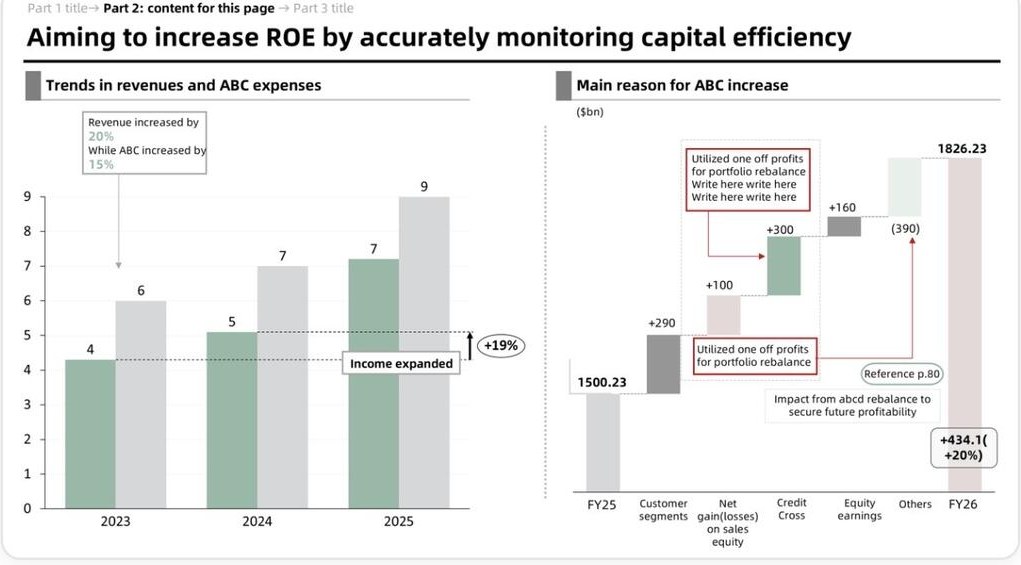 Part 1 title→ Part 2: content for this page → Part 3 title
Aiming to increase ROE by accurately monitoring capital efficiency
Trends in revenues and ABC expenses
Revenue increased by
20%
While ABC increased by
15%
9
8
7
6
5
4
3
2
1
0
4
6
5
7
7
9
Income expanded
+19%
2023
2024
2025
Main reason for ABC increase
($bn)
1500.23
+290
+100
+300
+160
(390)
1826.23
Utilized one off profits
for portfolio rebalance
Write here write here
Write here write here
Utilized one off profits
for portfolio rebalance
Reference p.80
Impact from abcd rebalance to
secure future profitability
+434.1(
+20%)
FY25
Customer
segments
Net
gain(losses)
on sales
equity
Credit
Cross
Equity
earnings
Others
FY26